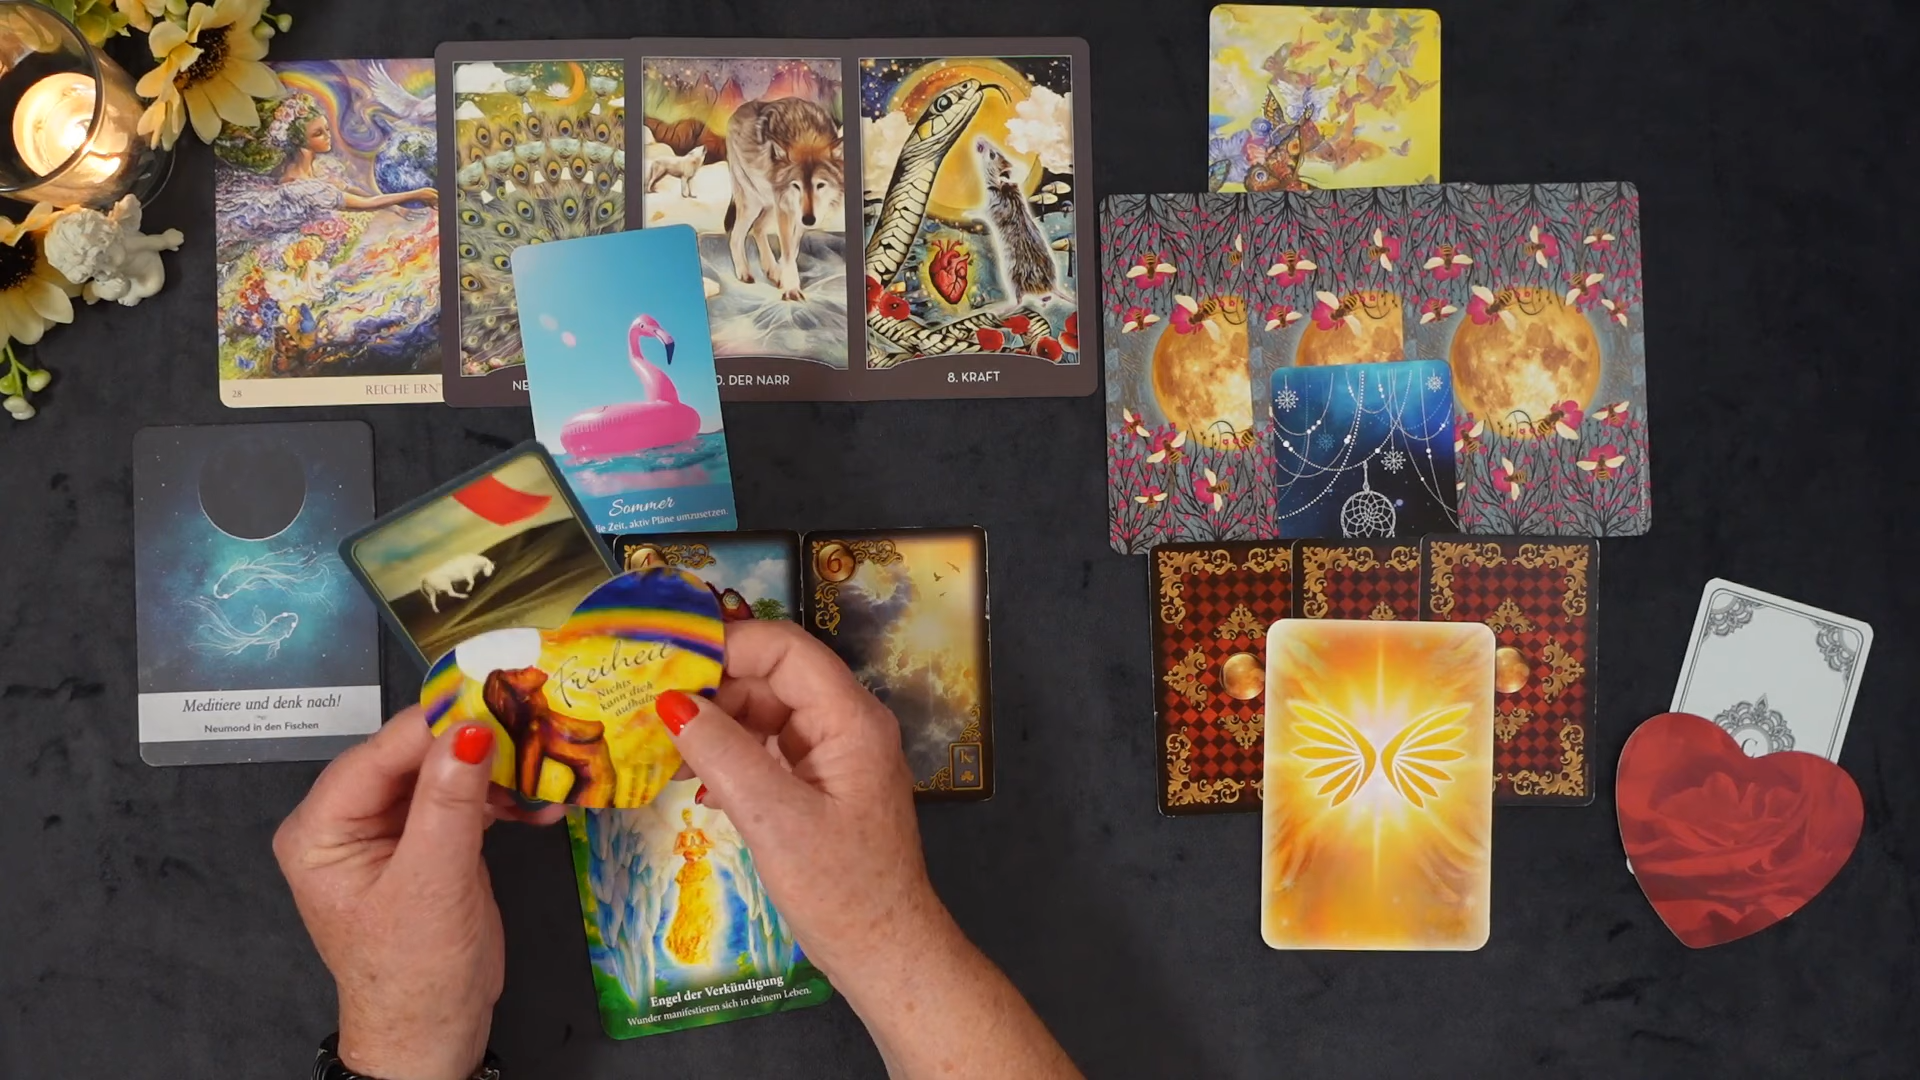 28
REICHE ERN
NE
0. DER NARR
8. KRAFT
Sommer
die Zeit, aktiv Pläne umzusetzen.
Meditiere und denk nach!
Neumond in den Fischen
Freiheit
Nichts
kann dich
aufhalten
6
K
Engel der Verkündigung
Wunder manifestieren sich in deinem Leben.